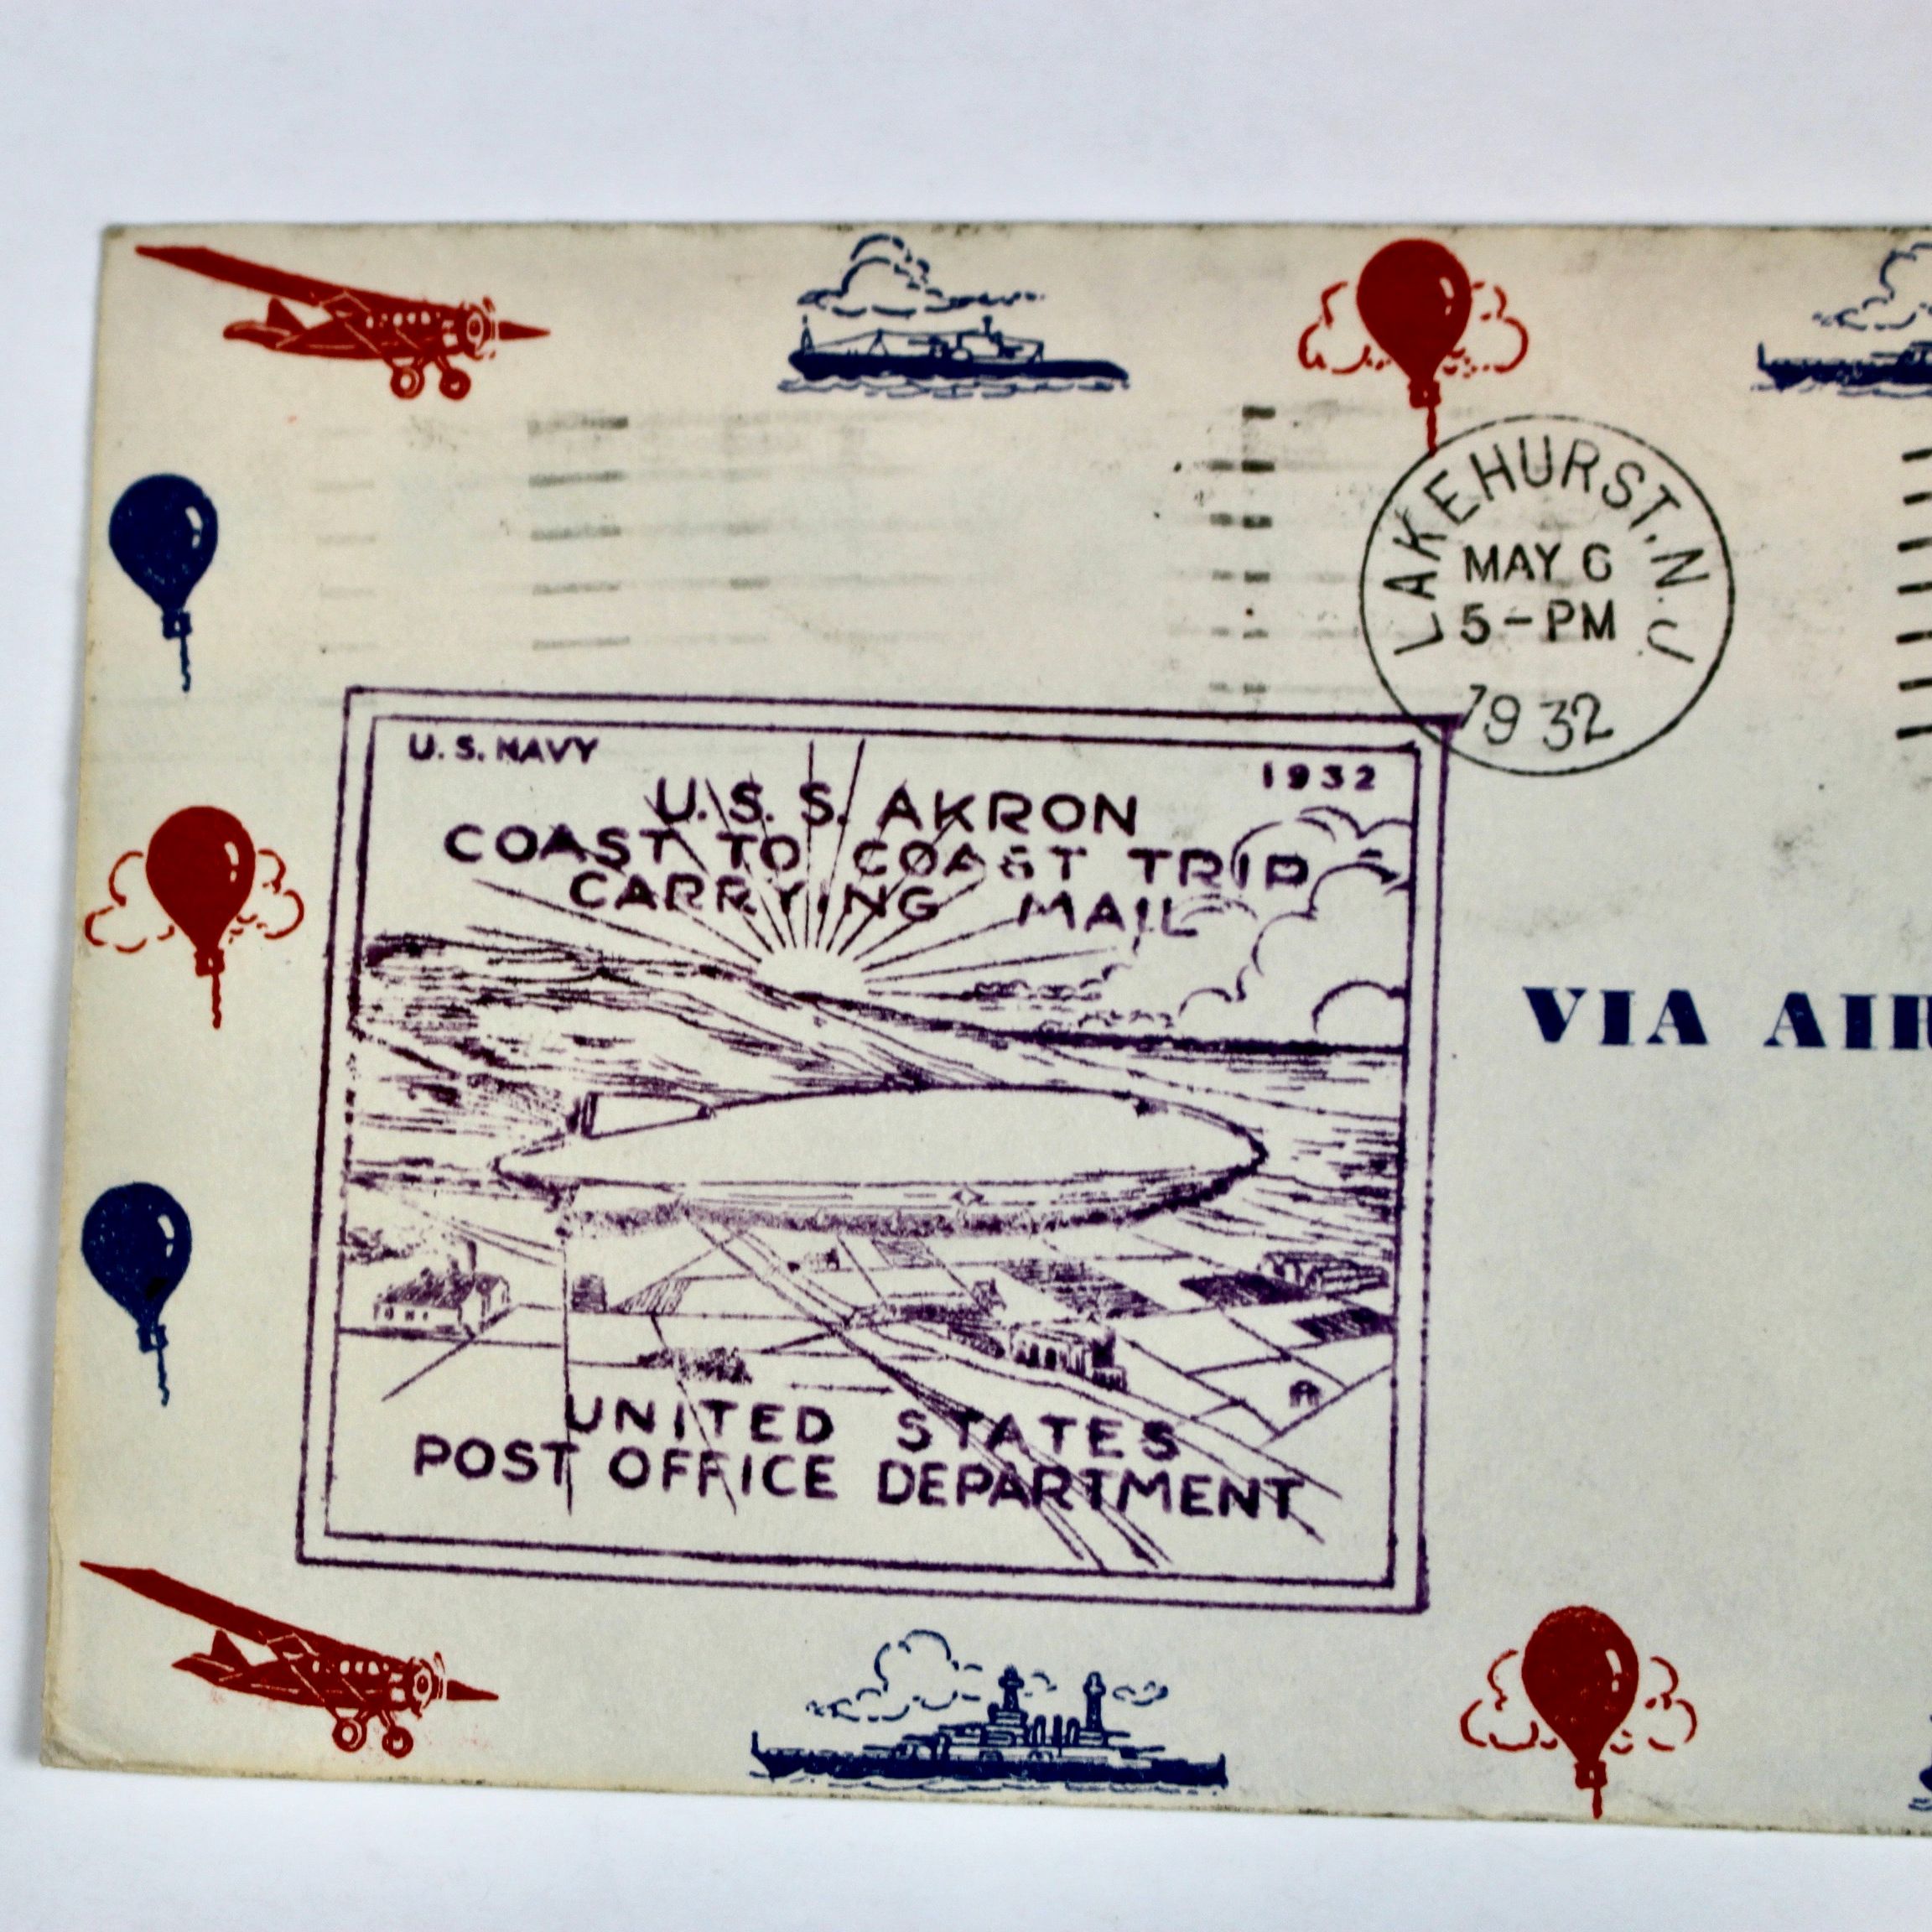 LAKEHURST, N.J.
MAY 6
5-PM
1932
U.S. NAVY
1932
U.S.S. AKRON
COAST TO COAST TRIP
CARRYING MAIL
VIA AIR
UNITED STATES
POST OFFICE DEPARTMENT